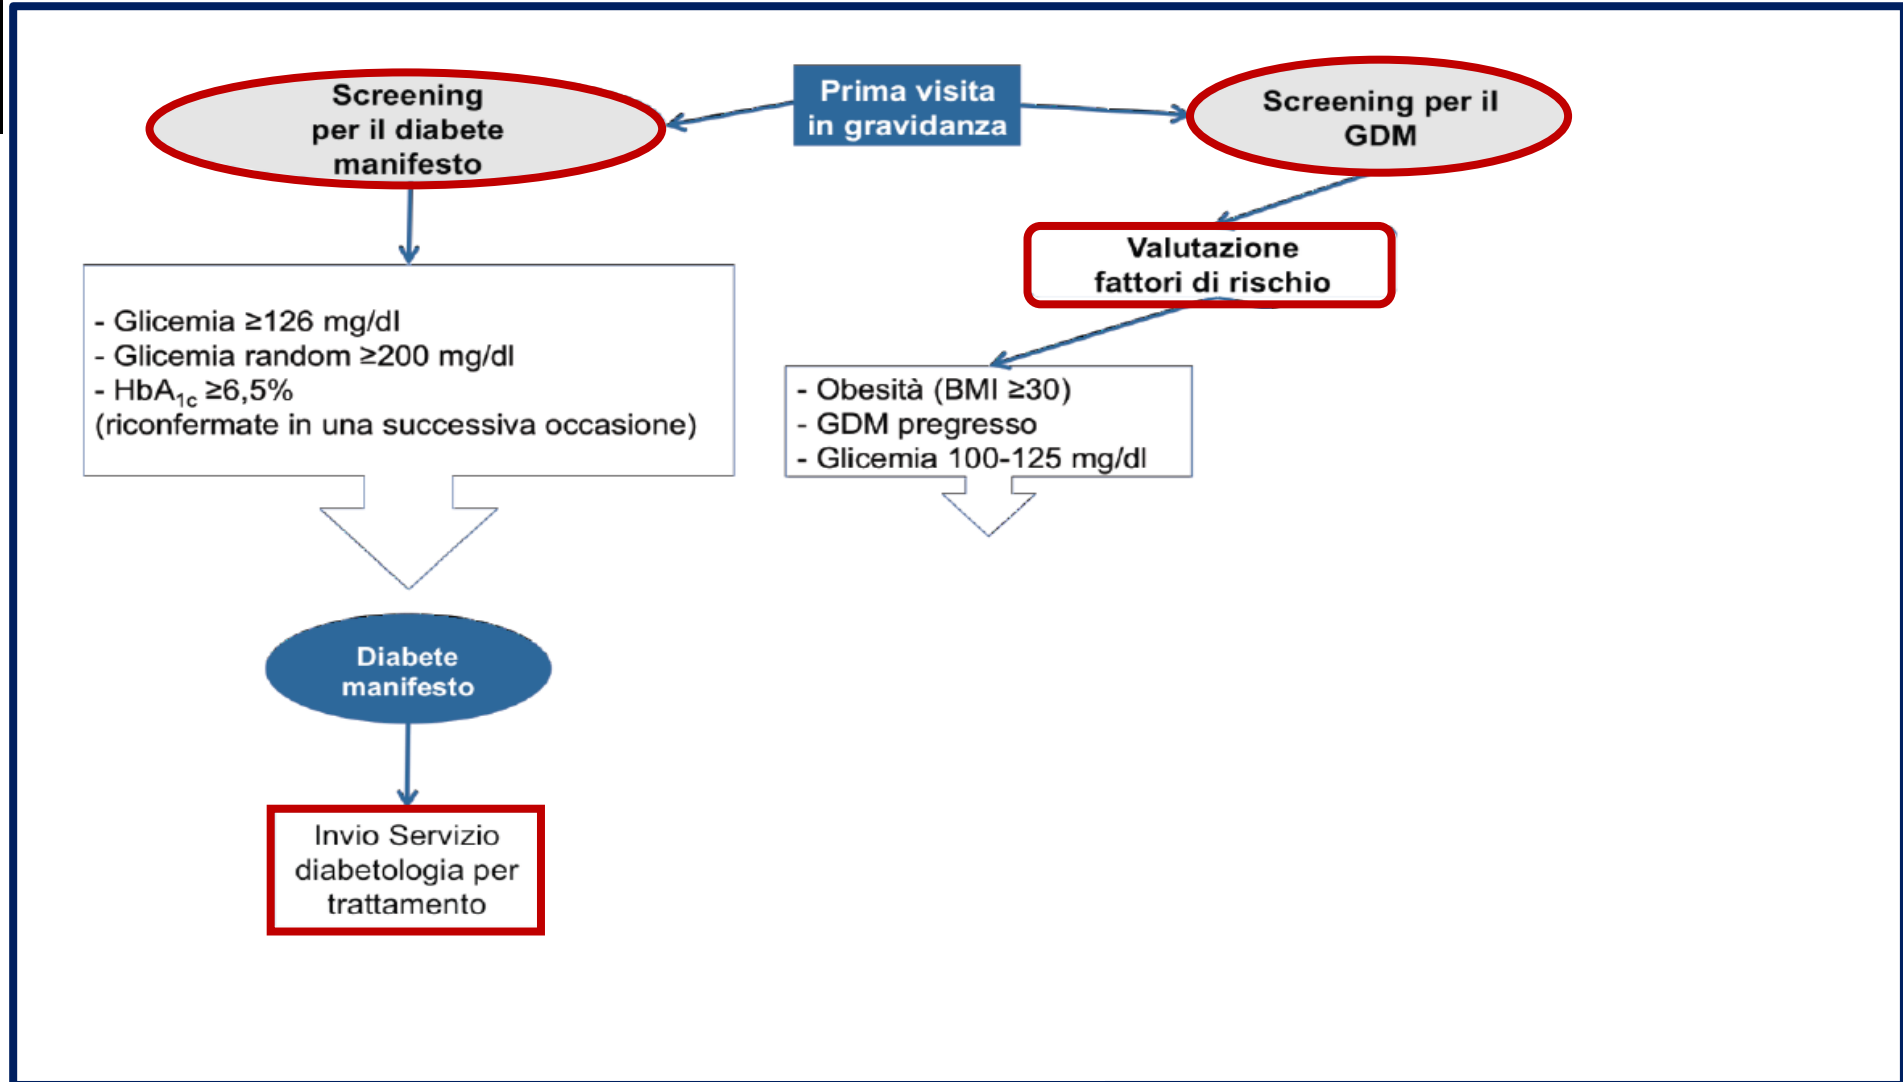 Prima visita
in gravidanza
Screening
per il diabete
manifesto
- Glicemia ≥126 mg/dl
- Glicemia random ≥200 mg/dl
- HbA1c ≥6,5%
(riconfermate in una successiva occasione)
Diabete
manifesto
Invio Servizio
diabetologia per
trattamento
Screening per il
GDM
Valutazione
fattori di rischio
- Obesità (BMI ≥30)
- GDM pregresso
- Glicemia 100-125 mg/dl